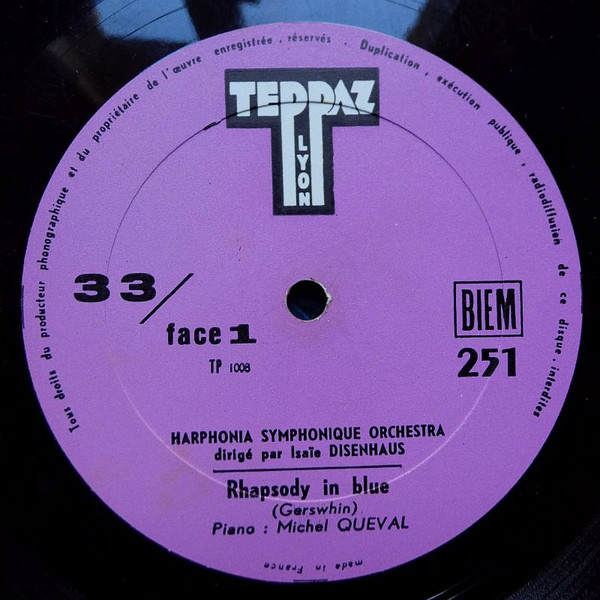 Tous droits du producteur phonographique et du propriétaire de l'œuvre enregistrée, réservés. Duplication, exécution publique, radiodiffusion de ce disque, interdites
TEPPAZ
LYON
33/
face 1
TP 1008
BIEM
251
HARPHONIA SYMPHONIQUE ORCHESTRA
dirigé par Isaïe DISENHAUS
Rhapsody in blue
(Gerswhin)
Piano : Michel QUEVAL
made in France